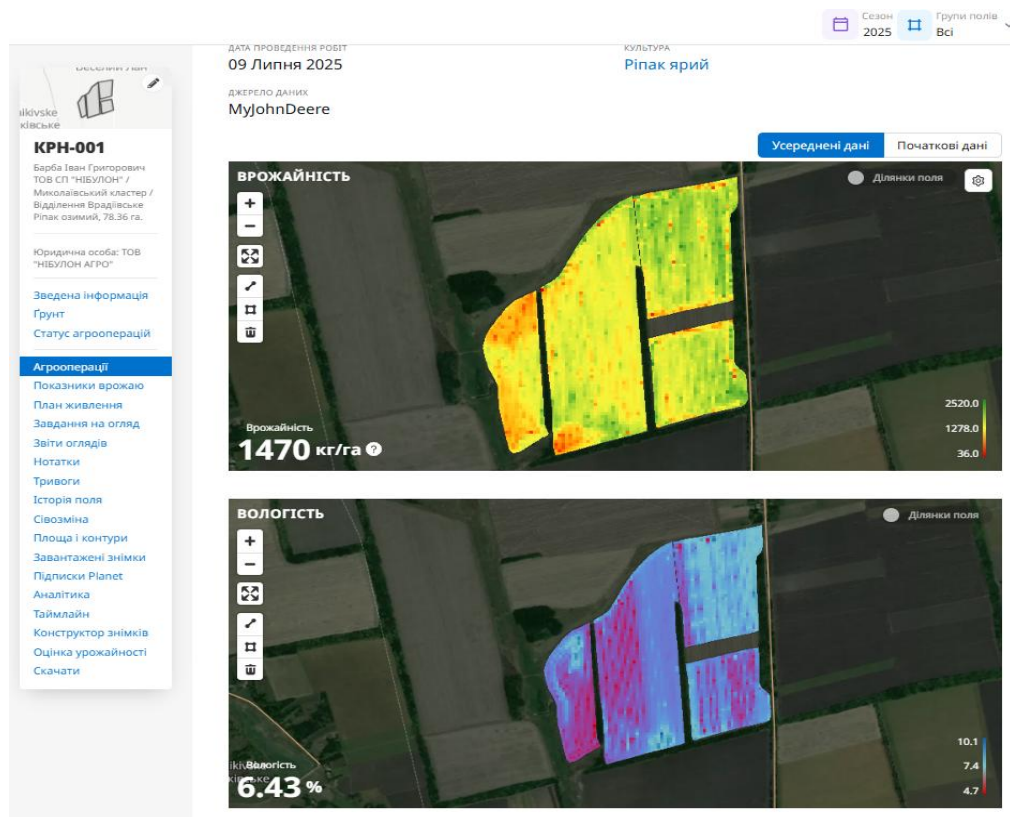 Сезон
2025
Групи полів
Всі
ДАТА ПРОВЕДЕННЯ РОБІТ
09 Липня 2025
КУЛЬТУРА
Ріпак ярий
ДЖЕРЕЛО ДАНИХ
MyJohnDeere
КРН-001
Барба Іван Григорович
ТОВ СП "НІБУЛОН" /
Миколаївський кластер /
Відділення Врадіївське
Ріпак озимий, 78.36 га.
Юридична особа: ТОВ
"НІБУЛОН АГРО"
Зведена інформація
Ґрунт
Статус агрооперацій
Агрооперації
Показники врожаю
План живлення
Завдання на огляд
Звіти оглядів
Нотатки
Тривоги
Історія поля
Сівозміна
Площа і контури
Завантажені знімки
Підписки Planet
Аналітика
Таймлайн
Конструктор знімків
Оцінка урожайності
Скачати
Усереднені дані
Початкові дані
ВРОЖАЙНІСТЬ
Ділянки поля
+
−
Врожайність
1470 кг/га ?
2520.0
1278.0
36.0
ВОЛОГІСТЬ
Ділянки поля
+
−
Вологість
6.43 %
10.1
7.4
4.7